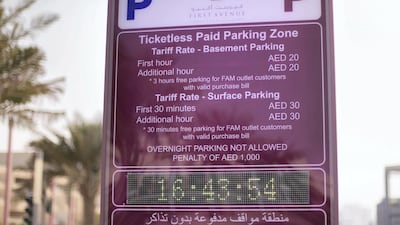 P
فيرست أفينيو
FIRST AVENUE
P
Ticketless Paid Parking Zone
Tariff Rate - Basement Parking
First hour AED 20
Additional hour AED 20
* 3 hours free parking for FAM outlet customers
with valid purchase bill
Tariff Rate - Surface Parking
First 30 minutes AED 30
Additional hour AED 30
* 30 minutes free parking for FAM outlet customers
with valid purchase bill
OVERNIGHT PARKING NOT ALLOWED
PENALTY OF AED 1,000
16:43:54
منطقة مواقف مدفوعة بدون تذاكر